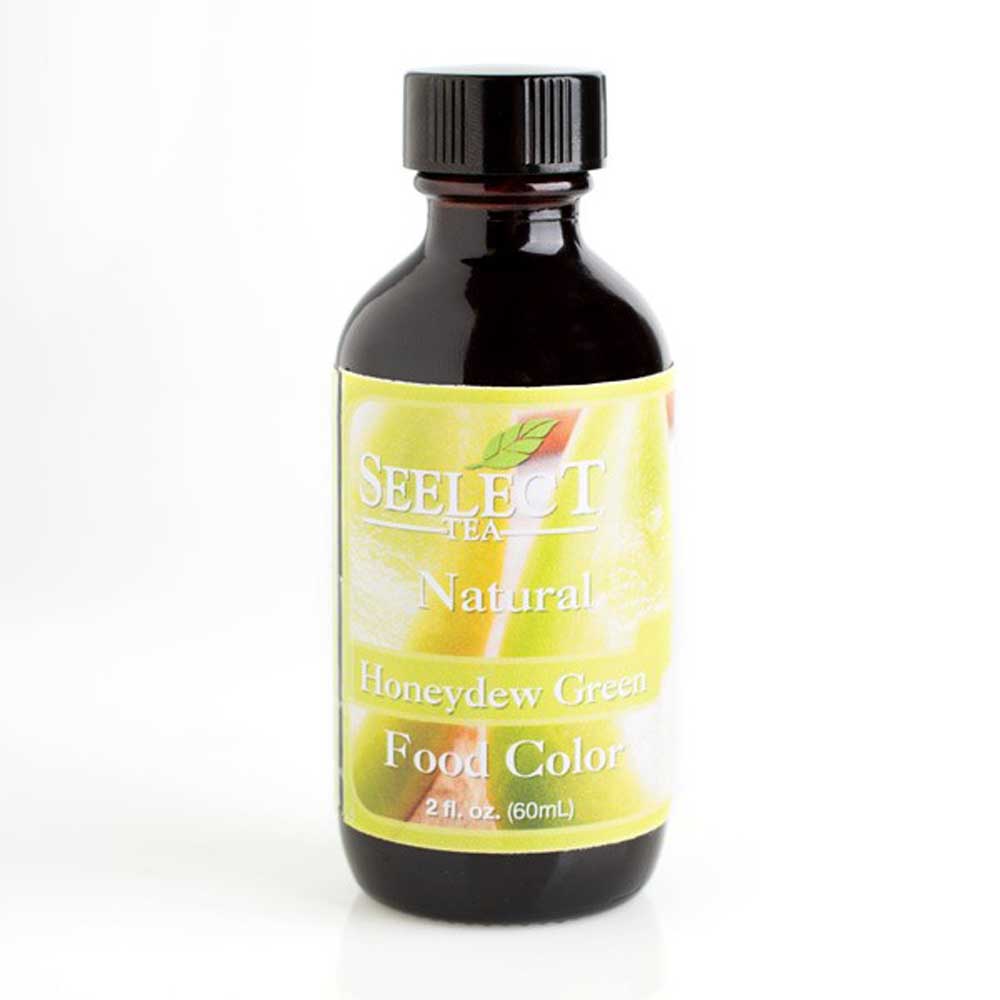 SEELECT
TEA
Natural
Honeydew Green
Food Color
2 fl. oz. (60mL)